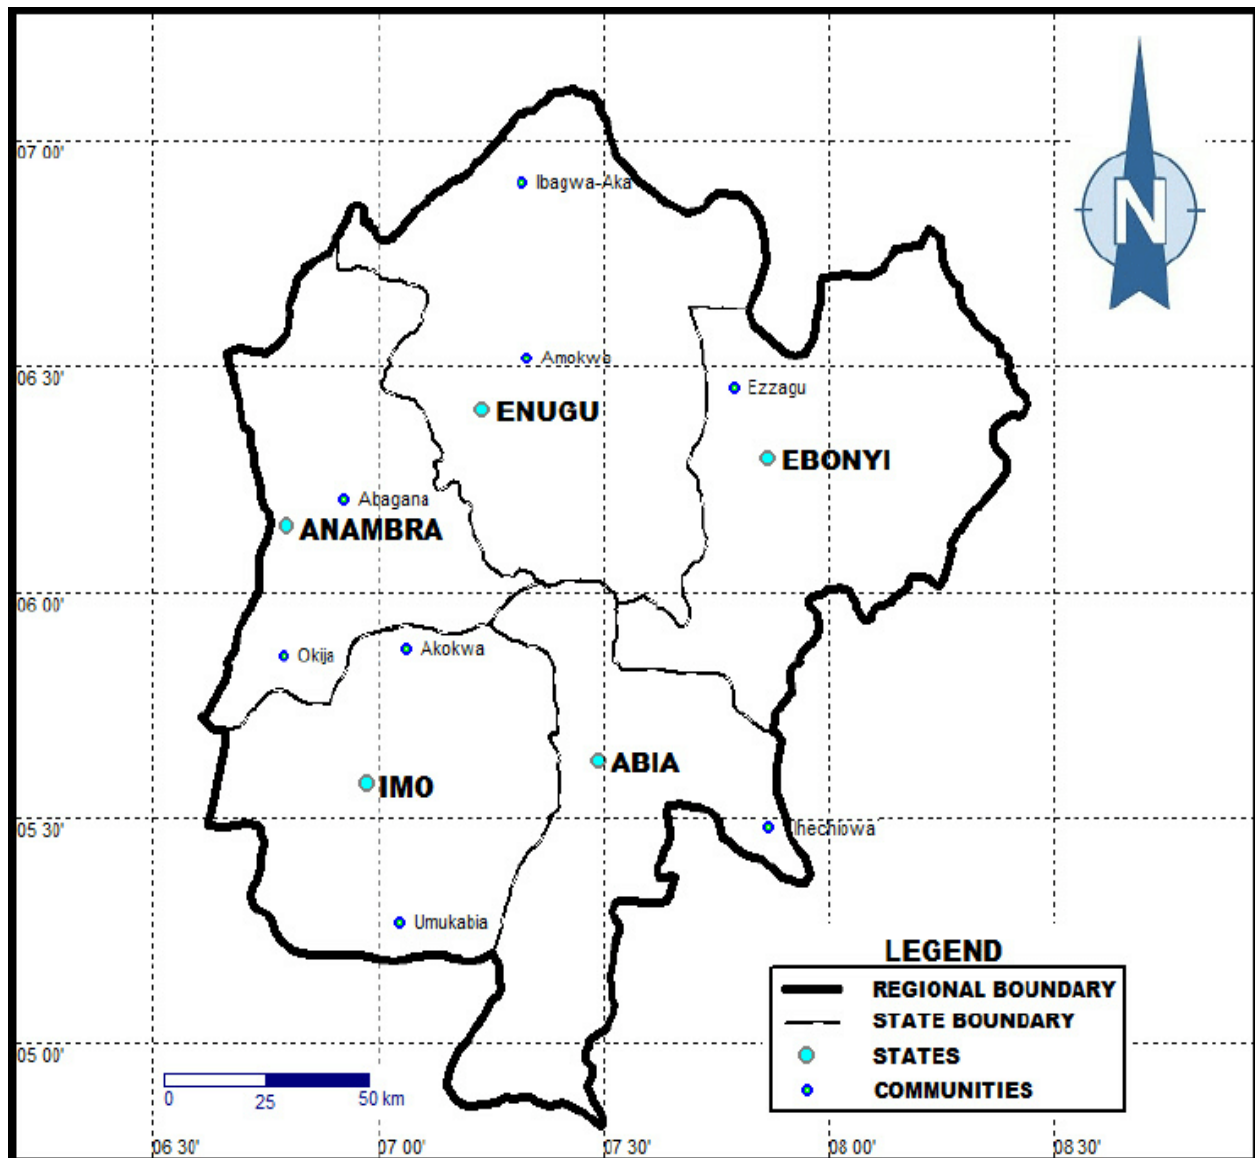 N
07 00'
Ibagwa-Aka
06 30'
Amokwe
Ezzagu
ENUGU
EBONYI
Abagana
ANAMBRA
06 00'
Okija
Akokwa
ABIA
IMO
05 30'
Ihechiowa
Umukabia
LEGEND
REGIONAL BOUNDARY
STATE BOUNDARY
STATES
COMMUNITIES
05 00'
0 25 50 km
06 30' 07 00' 07 30' 08 00' 08 30'